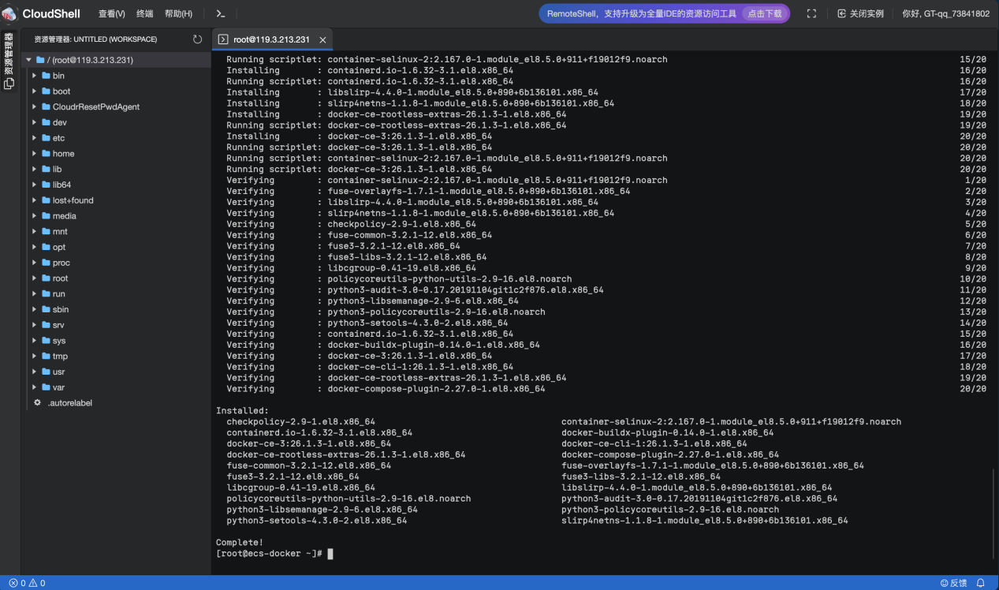 CloudShell 查看(V) 终端 帮助(H)
RemoteShell，支持升级为全量IDE的资源访问工具 点击下载
关闭实例 你好, GT-qq_73841802
资源管理器
资源管理器: UNTITLED (WORKSPACE)
/ (root@119.3.213.231)
bin
boot
CloudrResetPwdAgent
dev
etc
home
lib
lib64
lost+found
media
mnt
opt
proc
root
run
sbin
srv
sys
tmp
usr
var
.autorelabel
root@119.3.213.231
Running scriptlet: container-selinux-2:2.167.0-1.module_el8.5.0+911+f19012f9.noarch 15/20
Installing : containerd.io-1.6.32-3.1.el8.x86_64 16/20
Running scriptlet: containerd.io-1.6.32-3.1.el8.x86_64 16/20
Installing : libslirp-4.4.0-1.module_el8.5.0+890+6b136101.x86_64 17/20
Installing : slirp4netns-1.1.8-1.module_el8.5.0+890+6b136101.x86_64 18/20
Installing : docker-ce-rootless-extras-26.1.3-1.el8.x86_64 19/20
Running scriptlet: docker-ce-rootless-extras-26.1.3-1.el8.x86_64 19/20
Installing : docker-ce-3:26.1.3-1.el8.x86_64 20/20
Running scriptlet: docker-ce-3:26.1.3-1.el8.x86_64 20/20
Running scriptlet: container-selinux-2:2.167.0-1.module_el8.5.0+911+f19012f9.noarch 20/20
Running scriptlet: docker-ce-3:26.1.3-1.el8.x86_64 20/20
Verifying : container-selinux-2:2.167.0-1.module_el8.5.0+911+f19012f9.noarch 1/20
Verifying : fuse-overlayfs-1.7.1-1.module_el8.5.0+890+6b136101.x86_64 2/20
Verifying : libslirp-4.4.0-1.module_el8.5.0+890+6b136101.x86_64 3/20
Verifying : slirp4netns-1.1.8-1.module_el8.5.0+890+6b136101.x86_64 4/20
Verifying : checkpolicy-2.9-1.el8.x86_64 5/20
Verifying : fuse-common-3.2.1-12.el8.x86_64 6/20
Verifying : fuse3-3.2.1-12.el8.x86_64 7/20
Verifying : fuse3-libs-3.2.1-12.el8.x86_64 8/20
Verifying : libcgroup-0.41-19.el8.x86_64 9/20
Verifying : policycoreutils-python-utils-2.9-16.el8.noarch 10/20
Verifying : python3-audit-3.0-0.17.20191104git1c2f876.el8.x86_64 11/20
Verifying : python3-libsemanage-2.9-6.el8.x86_64 12/20
Verifying : python3-policycoreutils-2.9-16.el8.noarch 13/20
Verifying : python3-setools-4.3.0-2.el8.x86_64 14/20
Verifying : containerd.io-1.6.32-3.1.el8.x86_64 15/20
Verifying : docker-buildx-plugin-0.14.0-1.el8.x86_64 16/20
Verifying : docker-ce-3:26.1.3-1.el8.x86_64 17/20
Verifying : docker-ce-cli-1:26.1.3-1.el8.x86_64 18/20
Verifying : docker-ce-rootless-extras-26.1.3-1.el8.x86_64 19/20
Verifying : docker-compose-plugin-2.27.0-1.el8.x86_64 20/20
Installed:
checkpolicy-2.9-1.el8.x86_64 container-selinux-2:2.167.0-1.module_el8.5.0+911+f19012f9.noarch
containerd.io-1.6.32-3.1.el8.x86_64 docker-buildx-plugin-0.14.0-1.el8.x86_64
docker-ce-3:26.1.3-1.el8.x86_64 docker-ce-cli-1:26.1.3-1.el8.x86_64
docker-ce-rootless-extras-26.1.3-1.el8.x86_64 docker-compose-plugin-2.27.0-1.el8.x86_64
fuse-common-3.2.1-12.el8.x86_64 fuse-overlayfs-1.7.1-1.module_el8.5.0+890+6b136101.x86_64
fuse3-3.2.1-12.el8.x86_64 fuse3-libs-3.2.1-12.el8.x86_64
libcgroup-0.41-19.el8.x86_64 libslirp-4.4.0-1.module_el8.5.0+890+6b136101.x86_64
policycoreutils-python-utils-2.9-16.el8.noarch python3-audit-3.0-0.17.20191104git1c2f876.el8.x86_64
python3-libsemanage-2.9-6.el8.x86_64 python3-policycoreutils-2.9-16.el8.noarch
python3-setools-4.3.0-2.el8.x86_64 slirp4netns-1.1.8-1.module_el8.5.0+890+6b136101.x86_64
Complete!
[root@ecs-docker ~]#
0 0
反馈